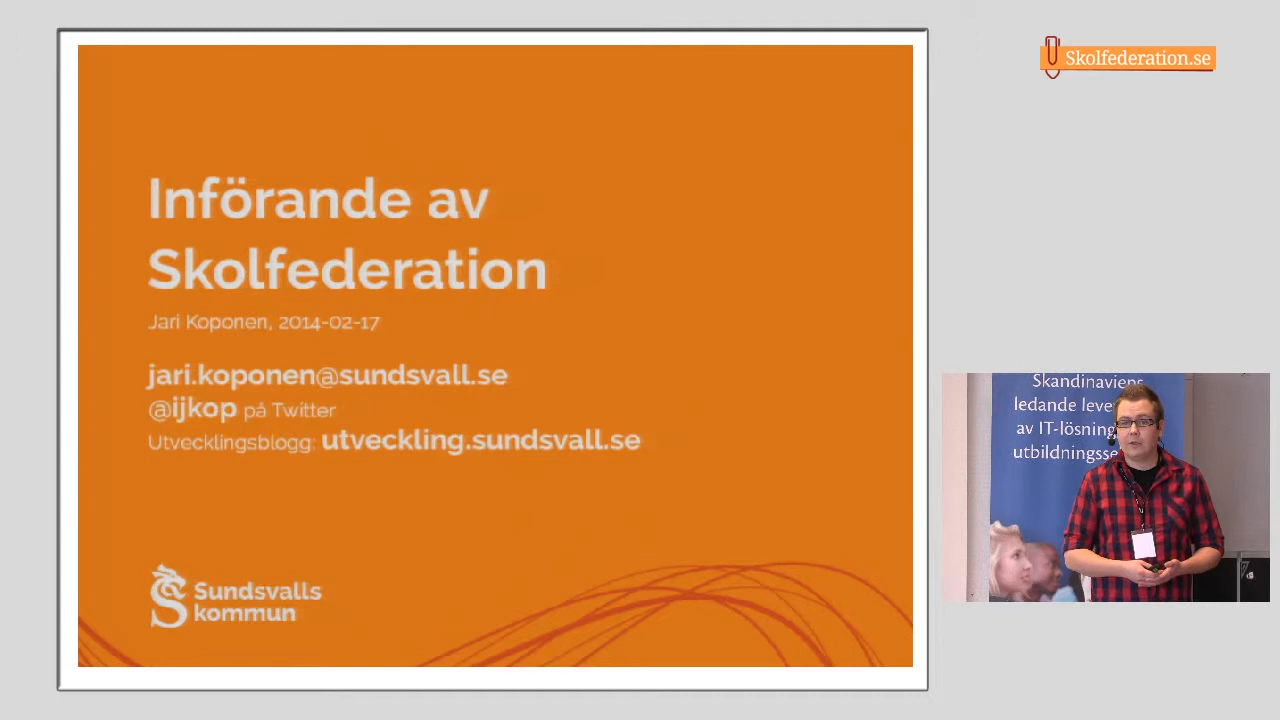 Införande av
Skolfederation
Jari Koponen, 2014-02-17
jari.koponen@sundsvall.se
@ijkop på Twitter
Utvecklingsblogg: utveckling.sundsvall.se
Sundsvalls
kommun
Skolfederation.se
Skandinaviens
ledande leve
av IT-lösning
utbildningsse